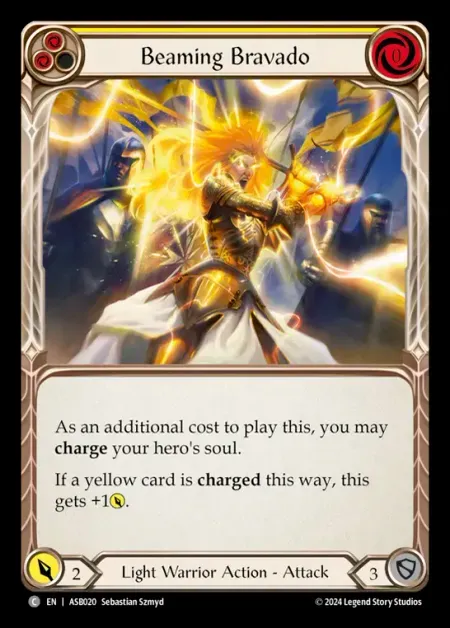 Beaming Bravado
0
As an additional cost to play this, you may
charge your hero's soul.
If a yellow card is charged this way, this
gets +1.
2
Light Warrior Action - Attack
3
C EN | ASB020 Sebastian Szmyd
© 2024 Legend Story Studios